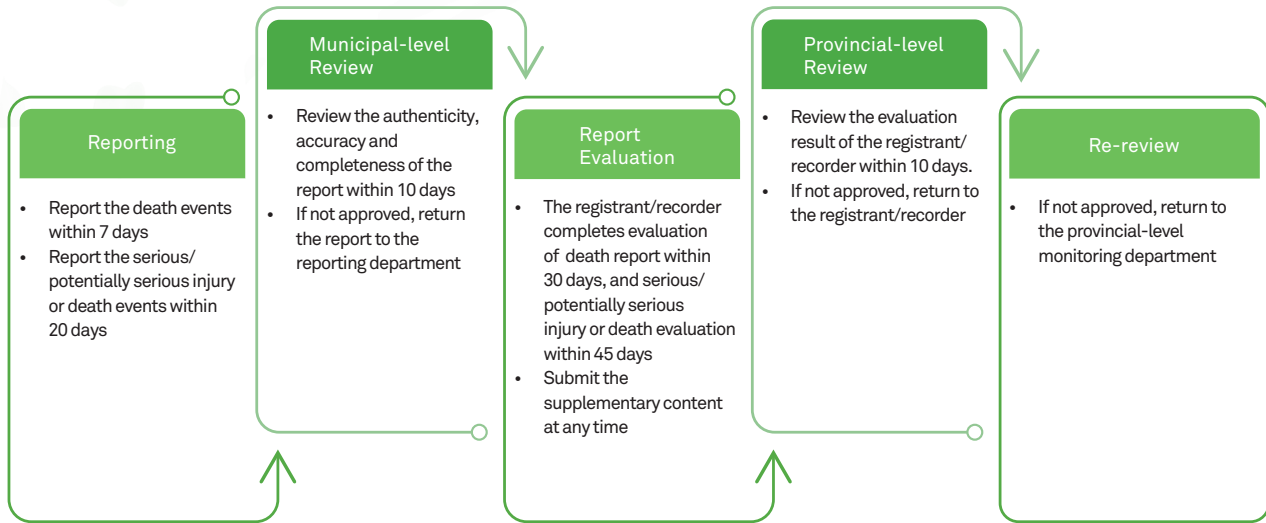 Reporting
• Report the death events
within 7 days
• Report the serious/
potentially serious injury
or death events within
20 days
Municipal-level
Review
• Review the authenticity,
accuracy and
completeness of the
report within 10 days
• If not approved, return
the report to the
reporting department
Report
Evaluation
• The registrant/recorder
completes evaluation
of death report within
30 days, and serious/
potentially serious
injury or death evaluation
within 45 days
• Submit the
supplementary content
at any time
Provincial-level
Review
• Review the evaluation
result of the registrant/
recorder within 10 days.
• If not approved, return to
the registrant/recorder
Re-review
• If not approved, return to
the provincial-level
monitoring department